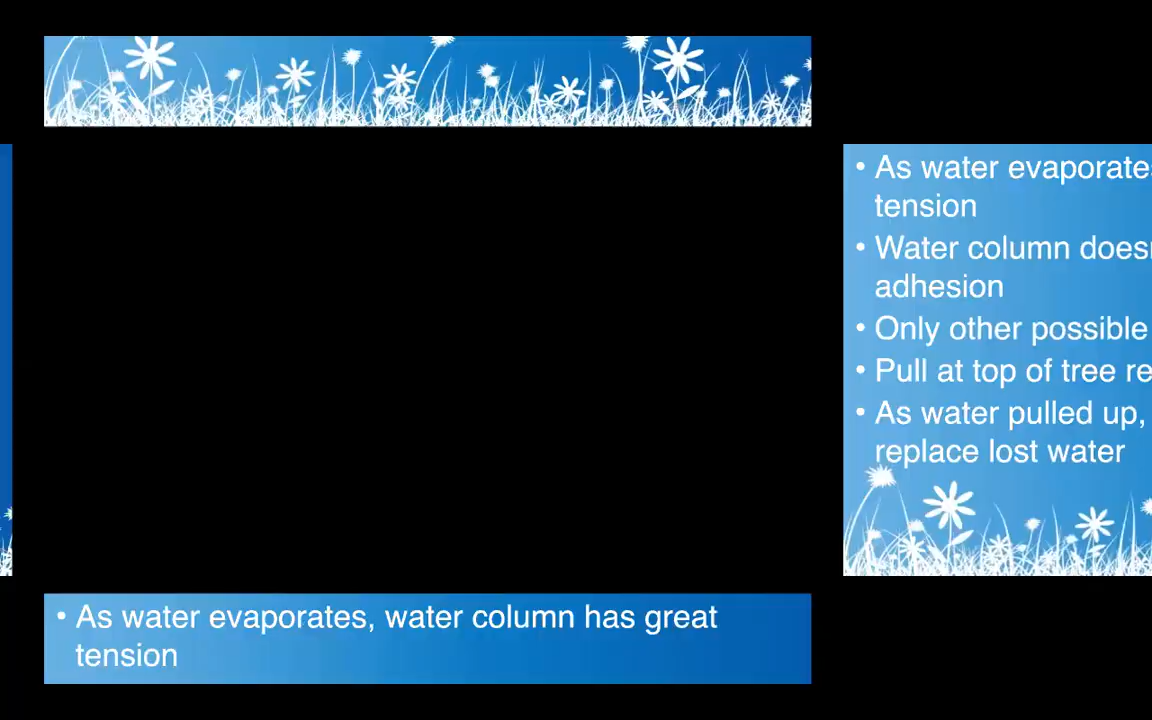 • As water evaporates
tension
• Water column does
adhesion
• Only other possible
• Pull at top of tree re
• As water pulled up,
replace lost water
• As water evaporates, water column has great
tension